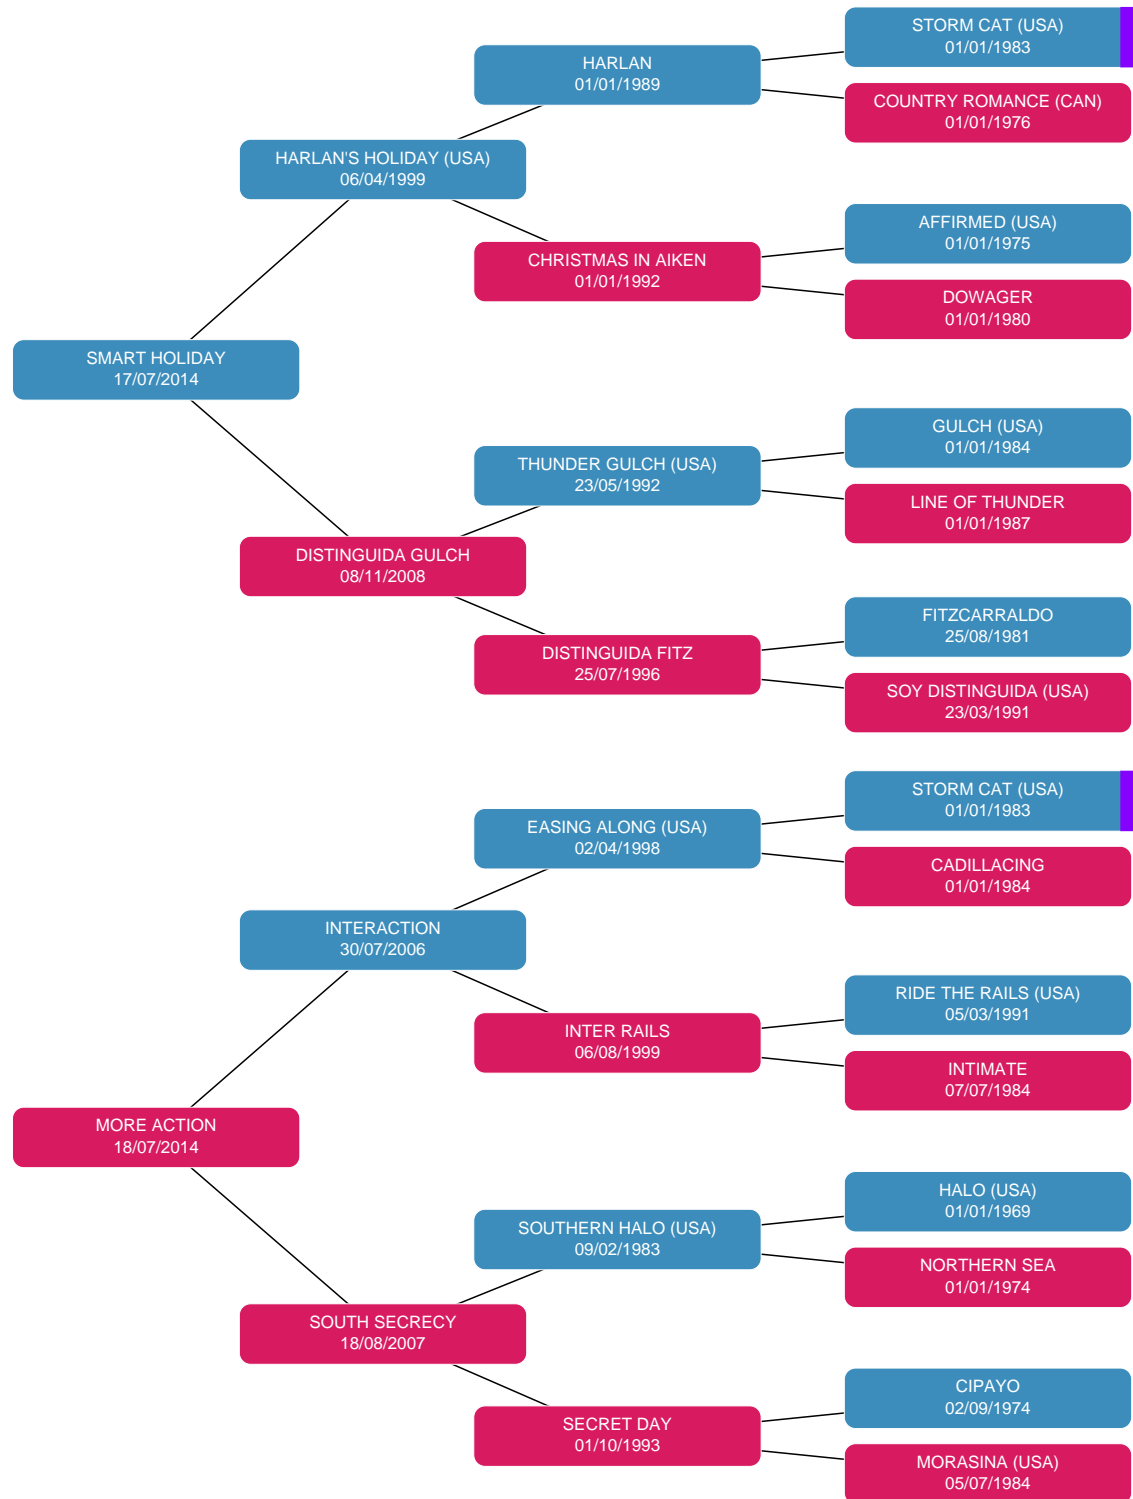 STORM CAT (USA)
01/01/1983
HARLAN
01/01/1989
COUNTRY ROMANCE (CAN)
01/01/1976
HARLAN'S HOLIDAY (USA)
06/04/1999
AFFIRMED (USA)
01/01/1975
CHRISTMAS IN AIKEN
01/01/1992
DOWAGER
01/01/1980
SMART HOLIDAY
17/07/2014
GULCH (USA)
01/01/1984
THUNDER GULCH (USA)
23/05/1992
LINE OF THUNDER
01/01/1987
DISTINGUIDA GULCH
08/11/2008
FITZCARRALDO
25/08/1981
DISTINGUIDA FITZ
25/07/1996
SOY DISTINGUIDA (USA)
23/03/1991
STORM CAT (USA)
01/01/1983
EASING ALONG (USA)
02/04/1998
CADILLACING
01/01/1984
INTERACTION
30/07/2006
RIDE THE RAILS (USA)
05/03/1991
INTER RAILS
06/08/1999
INTIMATE
07/07/1984
MORE ACTION
18/07/2014
HALO (USA)
01/01/1969
SOUTHERN HALO (USA)
09/02/1983
NORTHERN SEA
01/01/1974
SOUTH SECRECY
18/08/2007
CIPAYO
02/09/1974
SECRET DAY
01/10/1993
MORASINA (USA)
05/07/1984